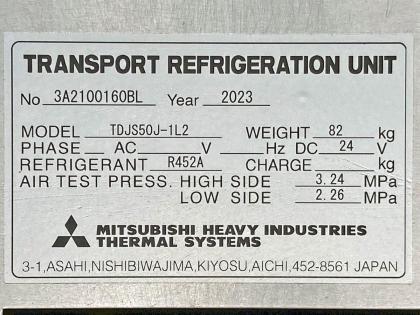 TRANSPORT REFRIGERATION UNIT
No 3A2100160BL Year 2023
MODEL TDJS50J-1L2 WEIGHT 82 kg
PHASE AC V Hz DC 24 V
REFRIGERANT R452A CHARGE kg
AIR TEST PRESS. HIGH SIDE 3.24 MPa
LOW SIDE 2.26 MPa
MITSUBISHI HEAVY INDUSTRIES
THERMAL SYSTEMS
3-1,ASAHI,NISHIBIWAJIMA,KIYOSU,AICHI,452-8561 JAPAN